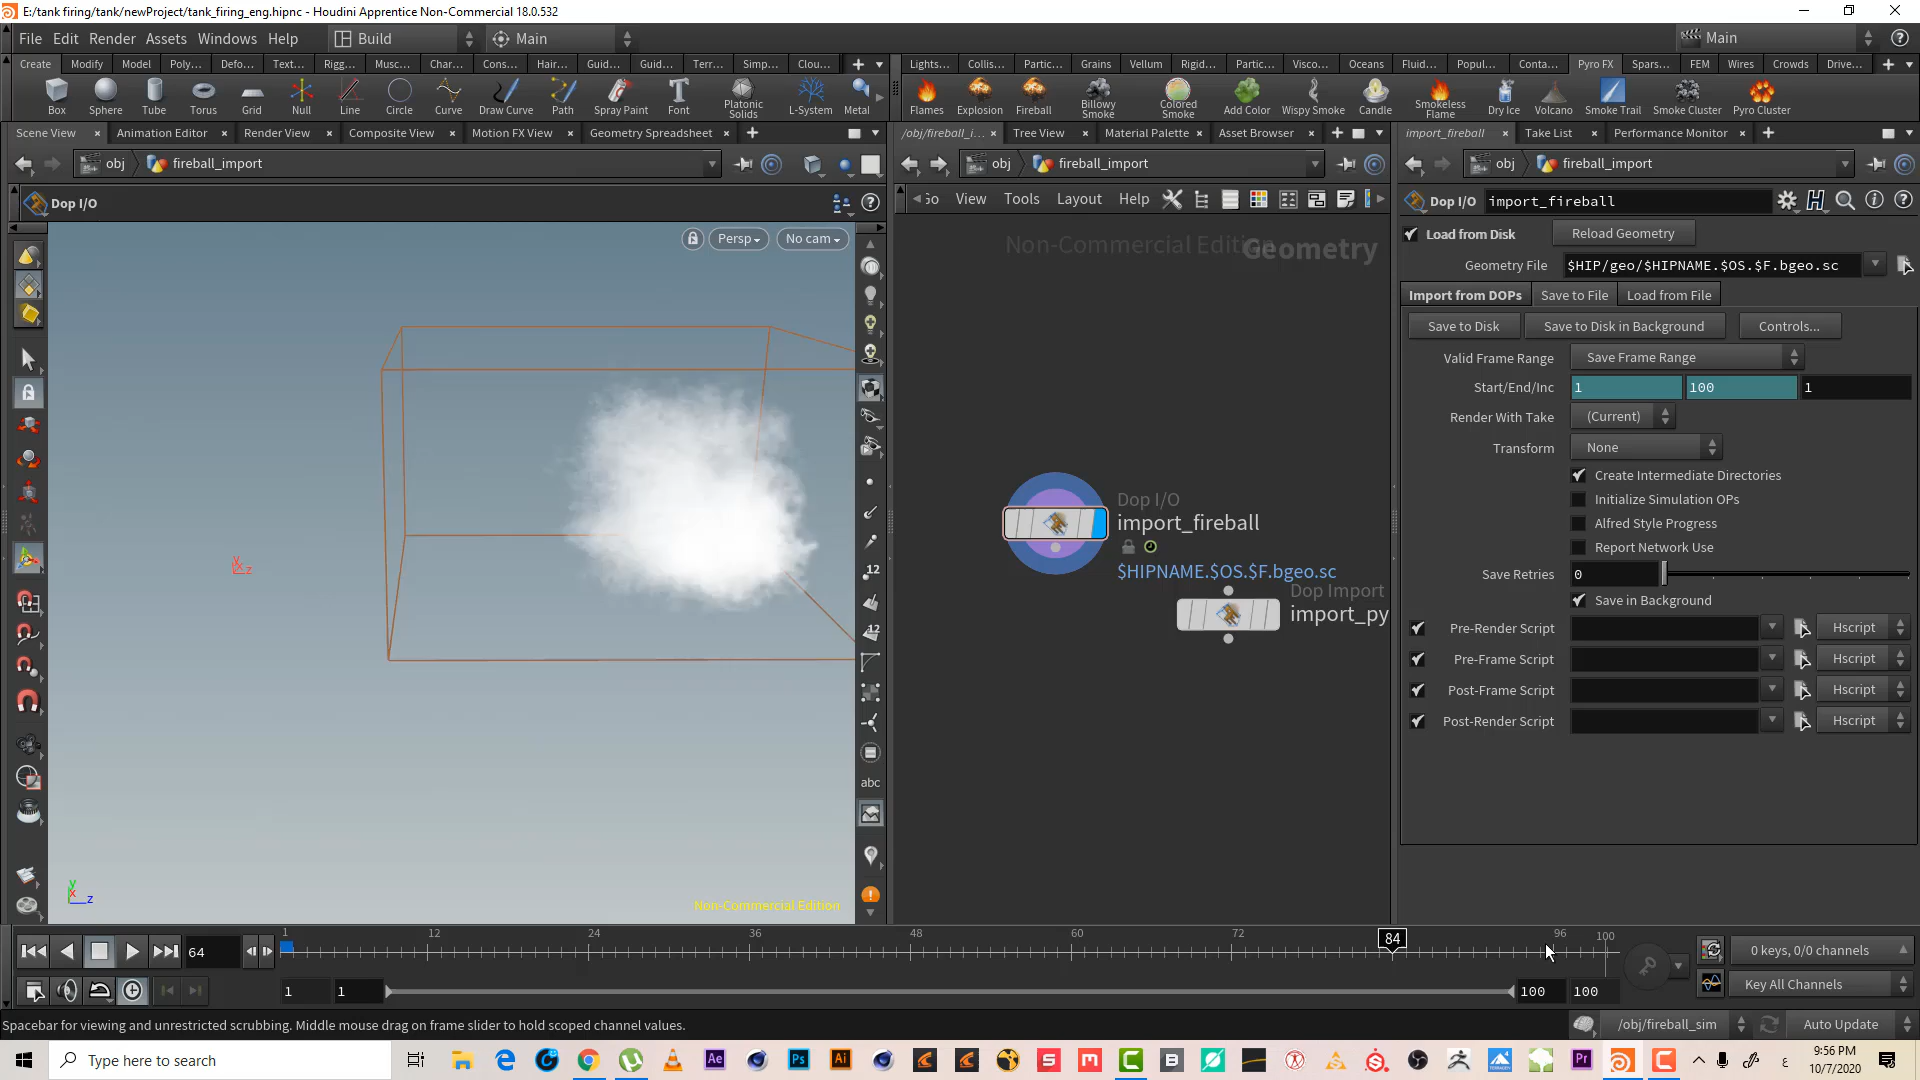 E:/tank firing/tank/newProject/tank_firing_eng.hipnc - Houdini Apprentice Non-Commercial 18.0.532
File Edit Render Assets Windows Help Build Main Main
Create Modify Model Poly... Defo... Text... Rigg... Musc... Char... Cons... Hair... Guid... Guid... Terr... Simp... Clou...
Lights... Collis... Partic... Grains Vellum Rigid... Partic... Visco... Oceans Fluid... Popul... Conta... Pyro FX Spars... FEM Wires Crowds Drive...
Box Sphere Tube Torus Grid Null Line Circle Curve Draw Curve Path Spray Paint Font Platonic Solids L-System Metal
Flames Explosion Fireball Billowy Smoke Colored Smoke Add Color Wispy Smoke Candle Smokeless Flame Dry Ice Volcano Smoke Trail Smoke Cluster Pyro Cluster
Scene View Animation Editor Render View Composite View Motion FX View Geometry Spreadsheet
/obj/fireball_i... Tree View Material Palette Asset Browser
import_fireball Take List Performance Monitor
obj fireball_import
obj fireball_import
obj fireball_import
Dop I/O
Go View Tools Layout Help
Dop I/O import_fireball
Persp No cam
Non-Commercial Edition
Geometry
Load from Disk Reload Geometry
Geometry File $HIP/geo/$HIPNAME.$OS.$F.bgeo.sc
Import from DOPs Save to File Load from File
Save to Disk Save to Disk in Background Controls...
Valid Frame Range Save Frame Range
Start/End/Inc 1 100 1
Render With Take (Current)
Transform None
Create Intermediate Directories
Initialize Simulation OPs
Alfred Style Progress
Report Network Use
Save Retries 0
Save in Background
Pre-Render Script Hscript
Pre-Frame Script Hscript
Post-Frame Script Hscript
Post-Render Script Hscript
Dop I/O
import_fireball
$HIPNAME.$OS.$F.bgeo.sc
Dop Import
import_py
y
x z
12
12
abc
y
x z
Non-Commercial Edition
64 1 12 24 36 48 60 72 84 96 100
0 keys, 0/0 channels
1 1 100 100
Key All Channels
Spacebar for viewing and unrestricted scrubbing. Middle mouse drag on frame slider to hold scoped channel values.
/obj/fireball_sim Auto Update
Type here to search
Ae Ps Ai S M C B Pr C
ع
9:56 PM
10/7/2020